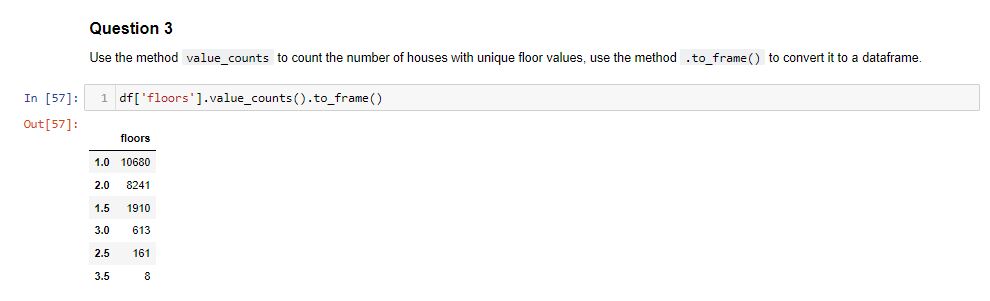 Question 3
Use the method value_counts to count the number of houses with unique floor values, use the method .to_frame() to convert it to a dataframe.
In [57]: 1 df['floors'].value_counts().to_frame()
Out[57]:
floors
1.0 10680
2.0 8241
1.5 1910
3.0 613
2.5 161
3.5 8